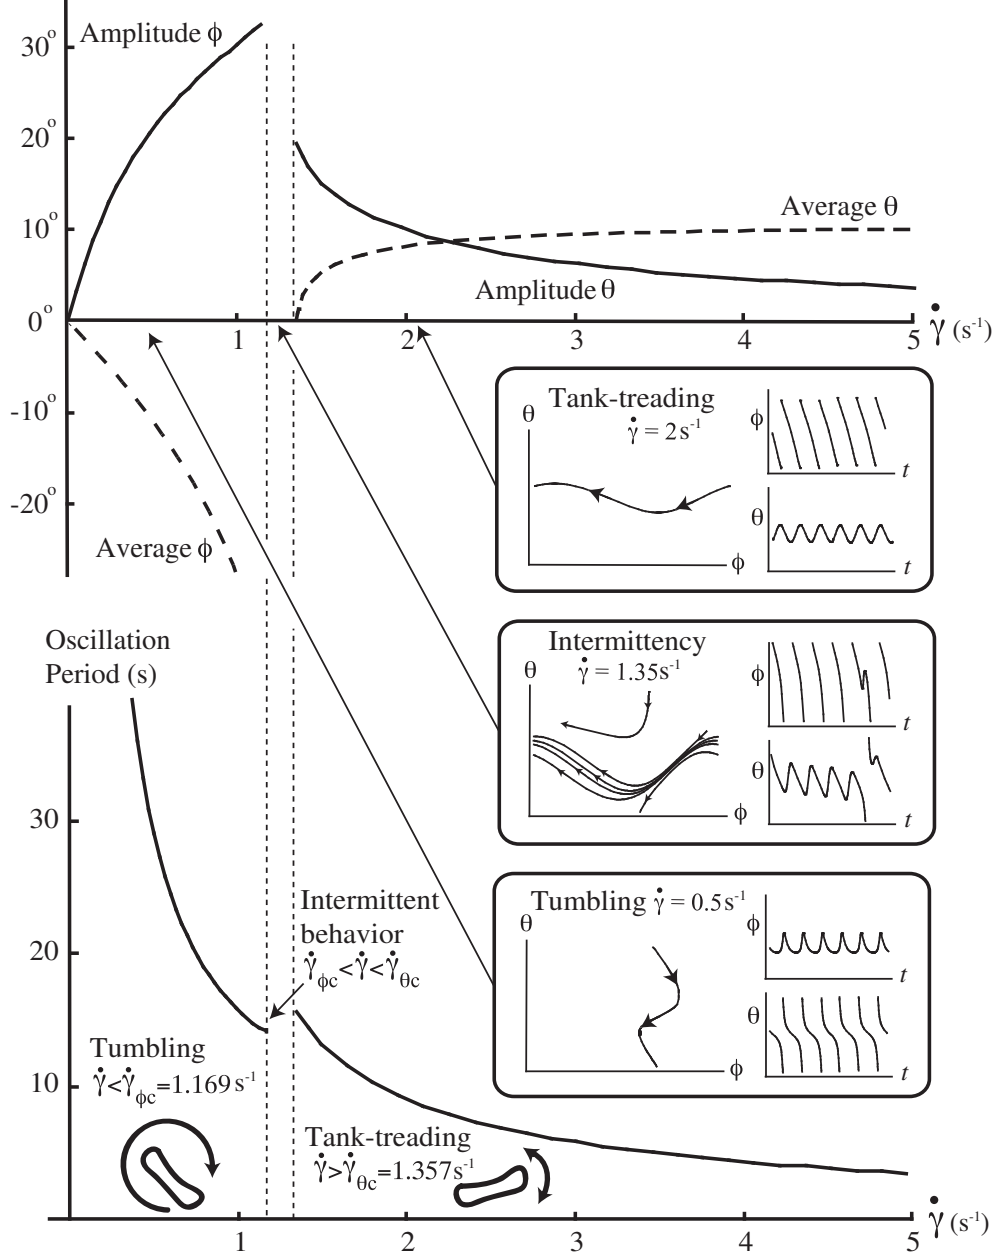 Amplitude ϕ
30°
20°
10°
0°
-10°
-20°
Average θ
Amplitude θ
1
2
3
4
5
γ̇ (s⁻¹)
Average ϕ
Tank-treading
γ̇ = 2 s⁻¹
θ
ϕ
ϕ
t
θ
t
Intermittency
γ̇ = 1.35s⁻¹
θ
ϕ
ϕ
t
θ
t
Tumbling γ̇ = 0.5s⁻¹
θ
ϕ
ϕ
t
θ
t
Oscillation
Period (s)
30
20
10
Intermittent
behavior
γ̇ϕc<γ̇<γ̇θc
Tumbling
γ̇<γ̇ϕc=1.169 s⁻¹
Tank-treading
γ̇>γ̇θc=1.357s⁻¹
1
2
3
4
5
γ̇ (s⁻¹)